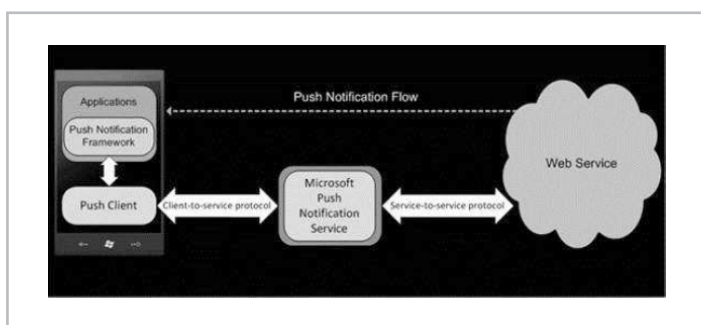 Push Notification Flow
Applications
Push Notification
Framework
Push Client
Client-to-service protocol
Microsoft
Push
Notification
Service
Service-to-service protocol
Web Service